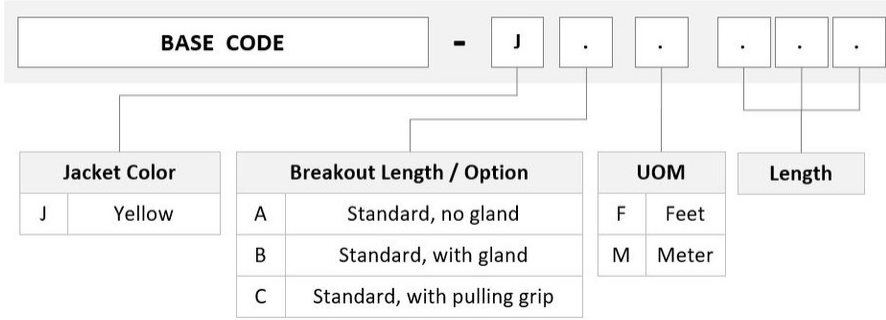 BASE CODE - J . . . . .
Jacket Color
J Yellow
Breakout Length / Option
A Standard, no gland
B Standard, with gland
C Standard, with pulling grip
UOM
F Feet
M Meter
Length